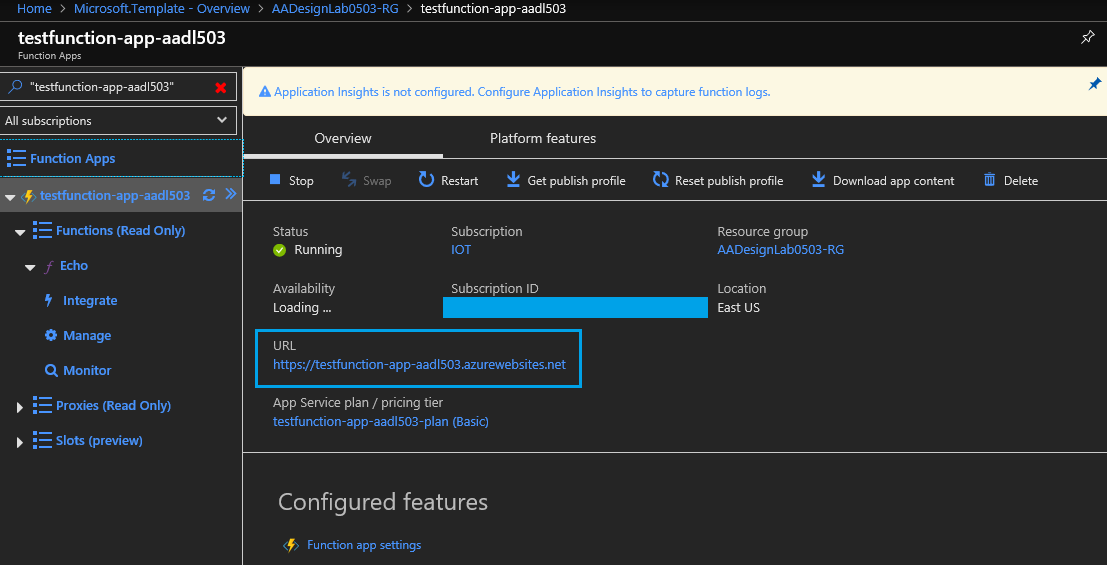 Home > Microsoft.Template - Overview > AADesignLab0503-RG > testfunction-app-aadl503
testfunction-app-aadl503
Function Apps
"testfunction-app-aadl503"
All subscriptions
Function Apps
testfunction-app-aadl503
Functions (Read Only)
Echo
Integrate
Manage
Monitor
Proxies (Read Only)
Slots (preview)
Application Insights is not configured. Configure Application Insights to capture function logs.
Overview Platform features
Stop Swap Restart Get publish profile Reset publish profile Download app content Delete
Status Subscription Resource group
Running IOT AADesignLab0503-RG
Availability Subscription ID Location
Loading ... East US
URL
https://testfunction-app-aadl503.azurewebsites.net
App Service plan / pricing tier
testfunction-app-aadl503-plan (Basic)
Configured features
Function app settings